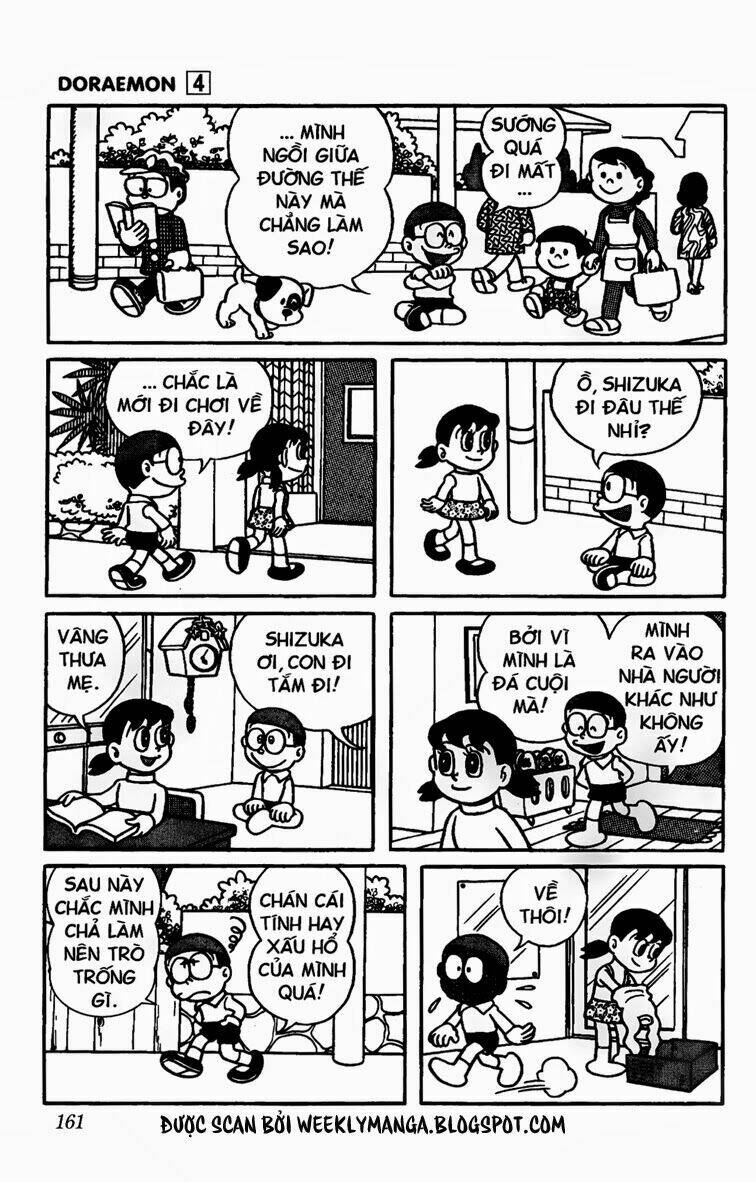 DORAEMON 4
SƯỚNG
QUÁ
ĐI MẤT
...
... MÌNH
NGỒI GIỮA
ĐƯỜNG THẾ
NÀY MÀ
CHẲNG LÀM
SAO!
Ồ, SHIZUKA
ĐI ĐÂU THẾ
NHỈ?
... CHẮC LÀ
MỚI ĐI CHƠI VỀ
ĐÂY!
MÌNH
RA VÀO
NHÀ NGƯỜI
KHÁC NHƯ
KHÔNG
ẤY!
BỞI VÌ
MÌNH LÀ
ĐÁ CUỘI
MÀ!
SHIZUKA
ƠI, CON ĐI
TẮM ĐI!
VÂNG
THƯA
MẸ.
VỀ
THÔI!
CHÁN CÁI
TÍNH HAY
XẤU HỔ
CỦA MÌNH
QUÁ!
SAU NÀY
CHẮC MÌNH
CHẢ LÀM
NÊN TRÒ
TRỐNG
GÌ.
161
ĐƯỢC SCAN BỞI WEEKLYMANGA.BLOGSPOT.COM